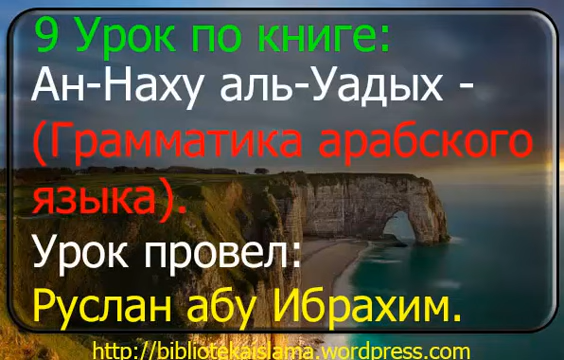 9 Урок по книге:
Ан-Наху аль-Уадых -
(Грамматика арабского
языка).
Урок провел:
Руслан абу Ибрахим.
http://bibliotekaislama.wordpress.com